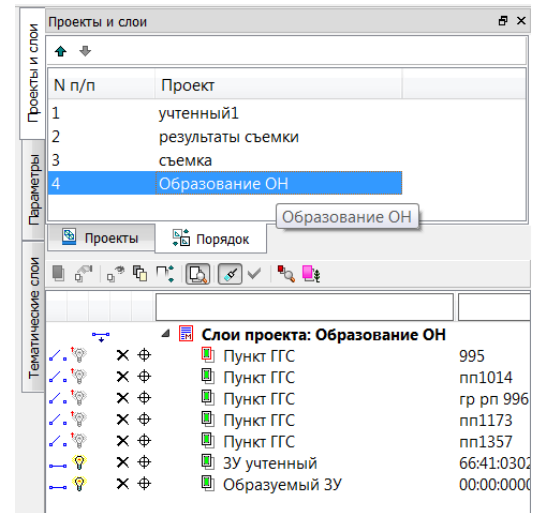 Проекты и слои
Проекты и слои
Параметры
Тематические слои
N п/п Проект
1 учтенный1
2 результаты съемки
3 съемка
4 Образование ОН
Образование ОН
Проекты Порядок
Слои проекта: Образование ОН
Пункт ГГС 995
Пункт ГГС пп1014
Пункт ГГС гр рп 996
Пункт ГГС пп1173
Пункт ГГС пп1357
ЗУ учтенный 66:41:0302
Образуемый ЗУ 00:00:0000